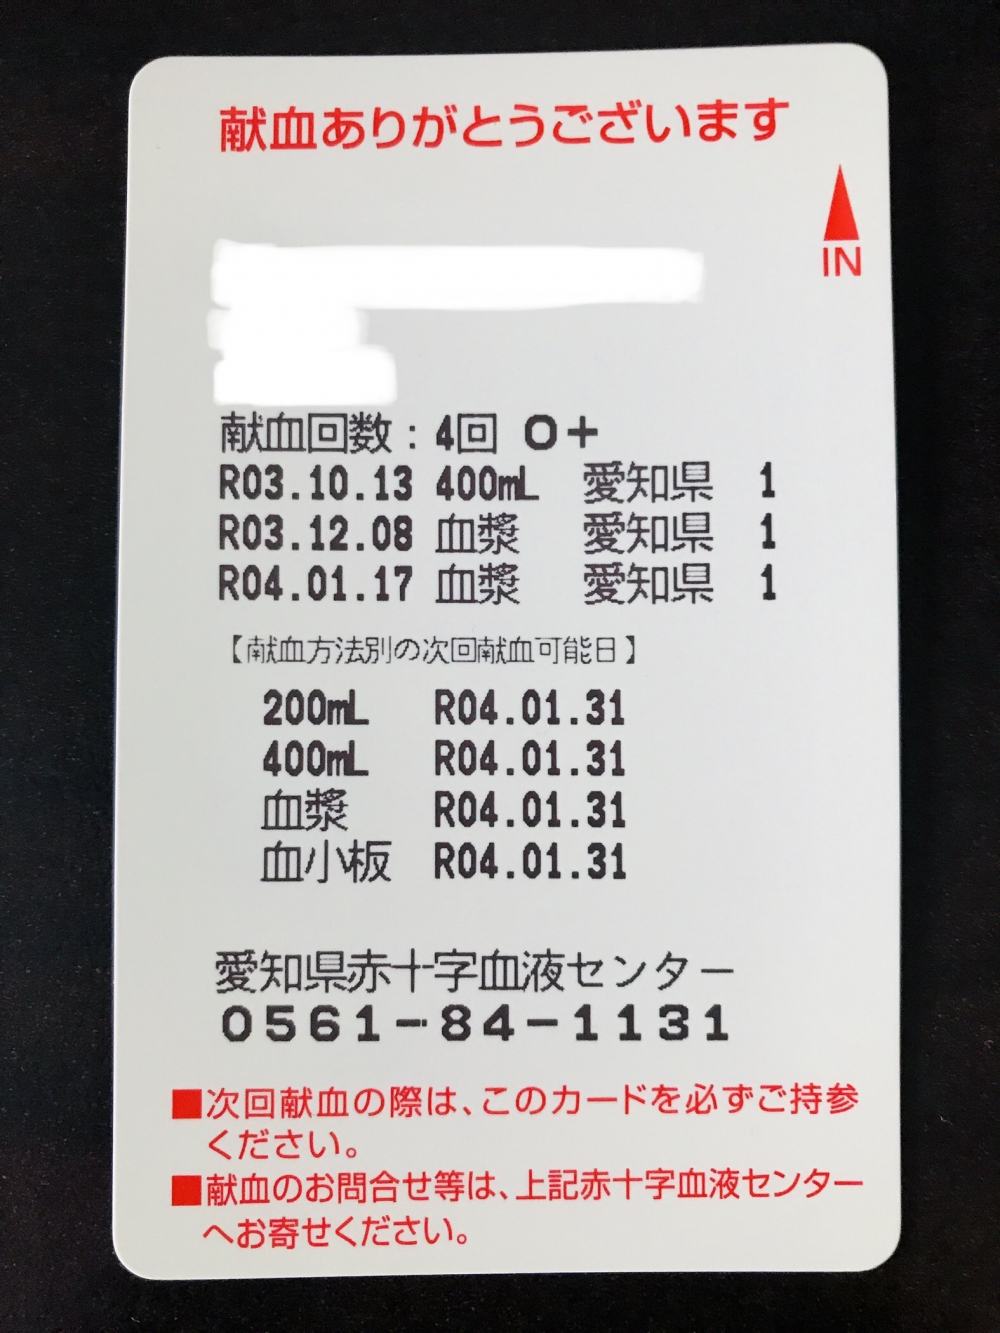 献血ありがとうございます
IN
献血回数：4回 O＋
R03.10.13 400mL 愛知県 1
R03.12.08 血漿 愛知県 1
R04.01.17 血漿 愛知県 1
【献血方法別の次回献血可能日】
200mL R04.01.31
400mL R04.01.31
血漿 R04.01.31
血小板 R04.01.31
愛知県赤十字血液センター
0561-84-1131
■次回献血の際は、このカードを必ずご持参
ください。
■献血のお問合せ等は、上記赤十字血液センター
へお寄せください。